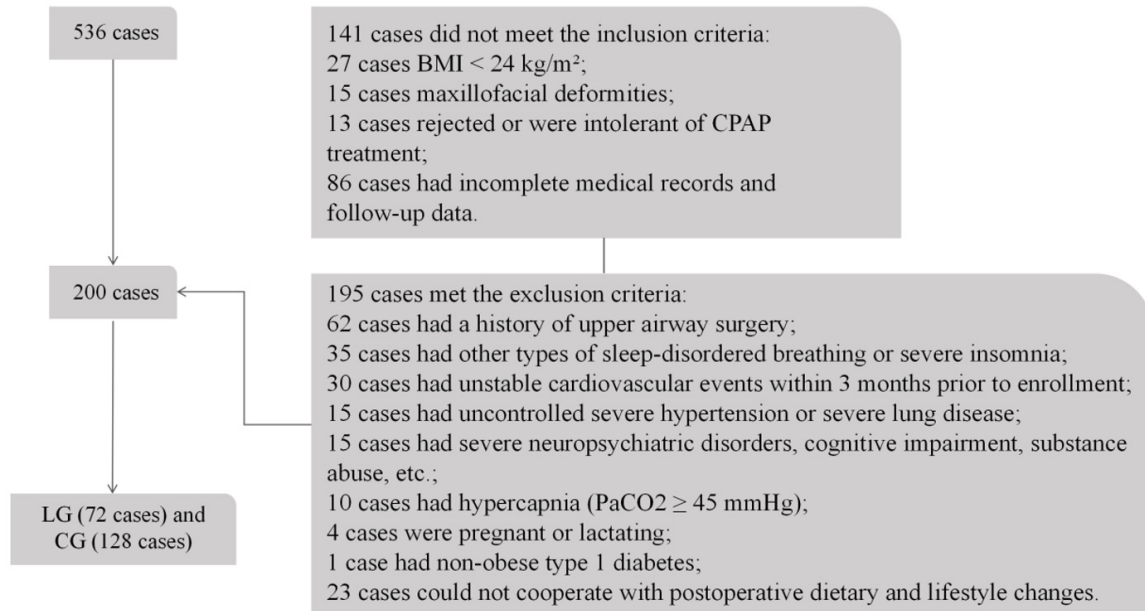 536 cases
141 cases did not meet the inclusion criteria:
27 cases BMI < 24 kg/m²;
15 cases maxillofacial deformities;
13 cases rejected or were intolerant of CPAP
treatment;
86 cases had incomplete medical records and
follow-up data.
200 cases
195 cases met the exclusion criteria:
62 cases had a history of upper airway surgery;
35 cases had other types of sleep-disordered breathing or severe insomnia;
30 cases had unstable cardiovascular events within 3 months prior to enrollment;
15 cases had uncontrolled severe hypertension or severe lung disease;
15 cases had severe neuropsychiatric disorders, cognitive impairment, substance
abuse, etc.;
10 cases had hypercapnia (PaCO2 ≥ 45 mmHg);
4 cases were pregnant or lactating;
1 case had non-obese type 1 diabetes;
23 cases could not cooperate with postoperative dietary and lifestyle changes.
LG (72 cases) and
CG (128 cases)